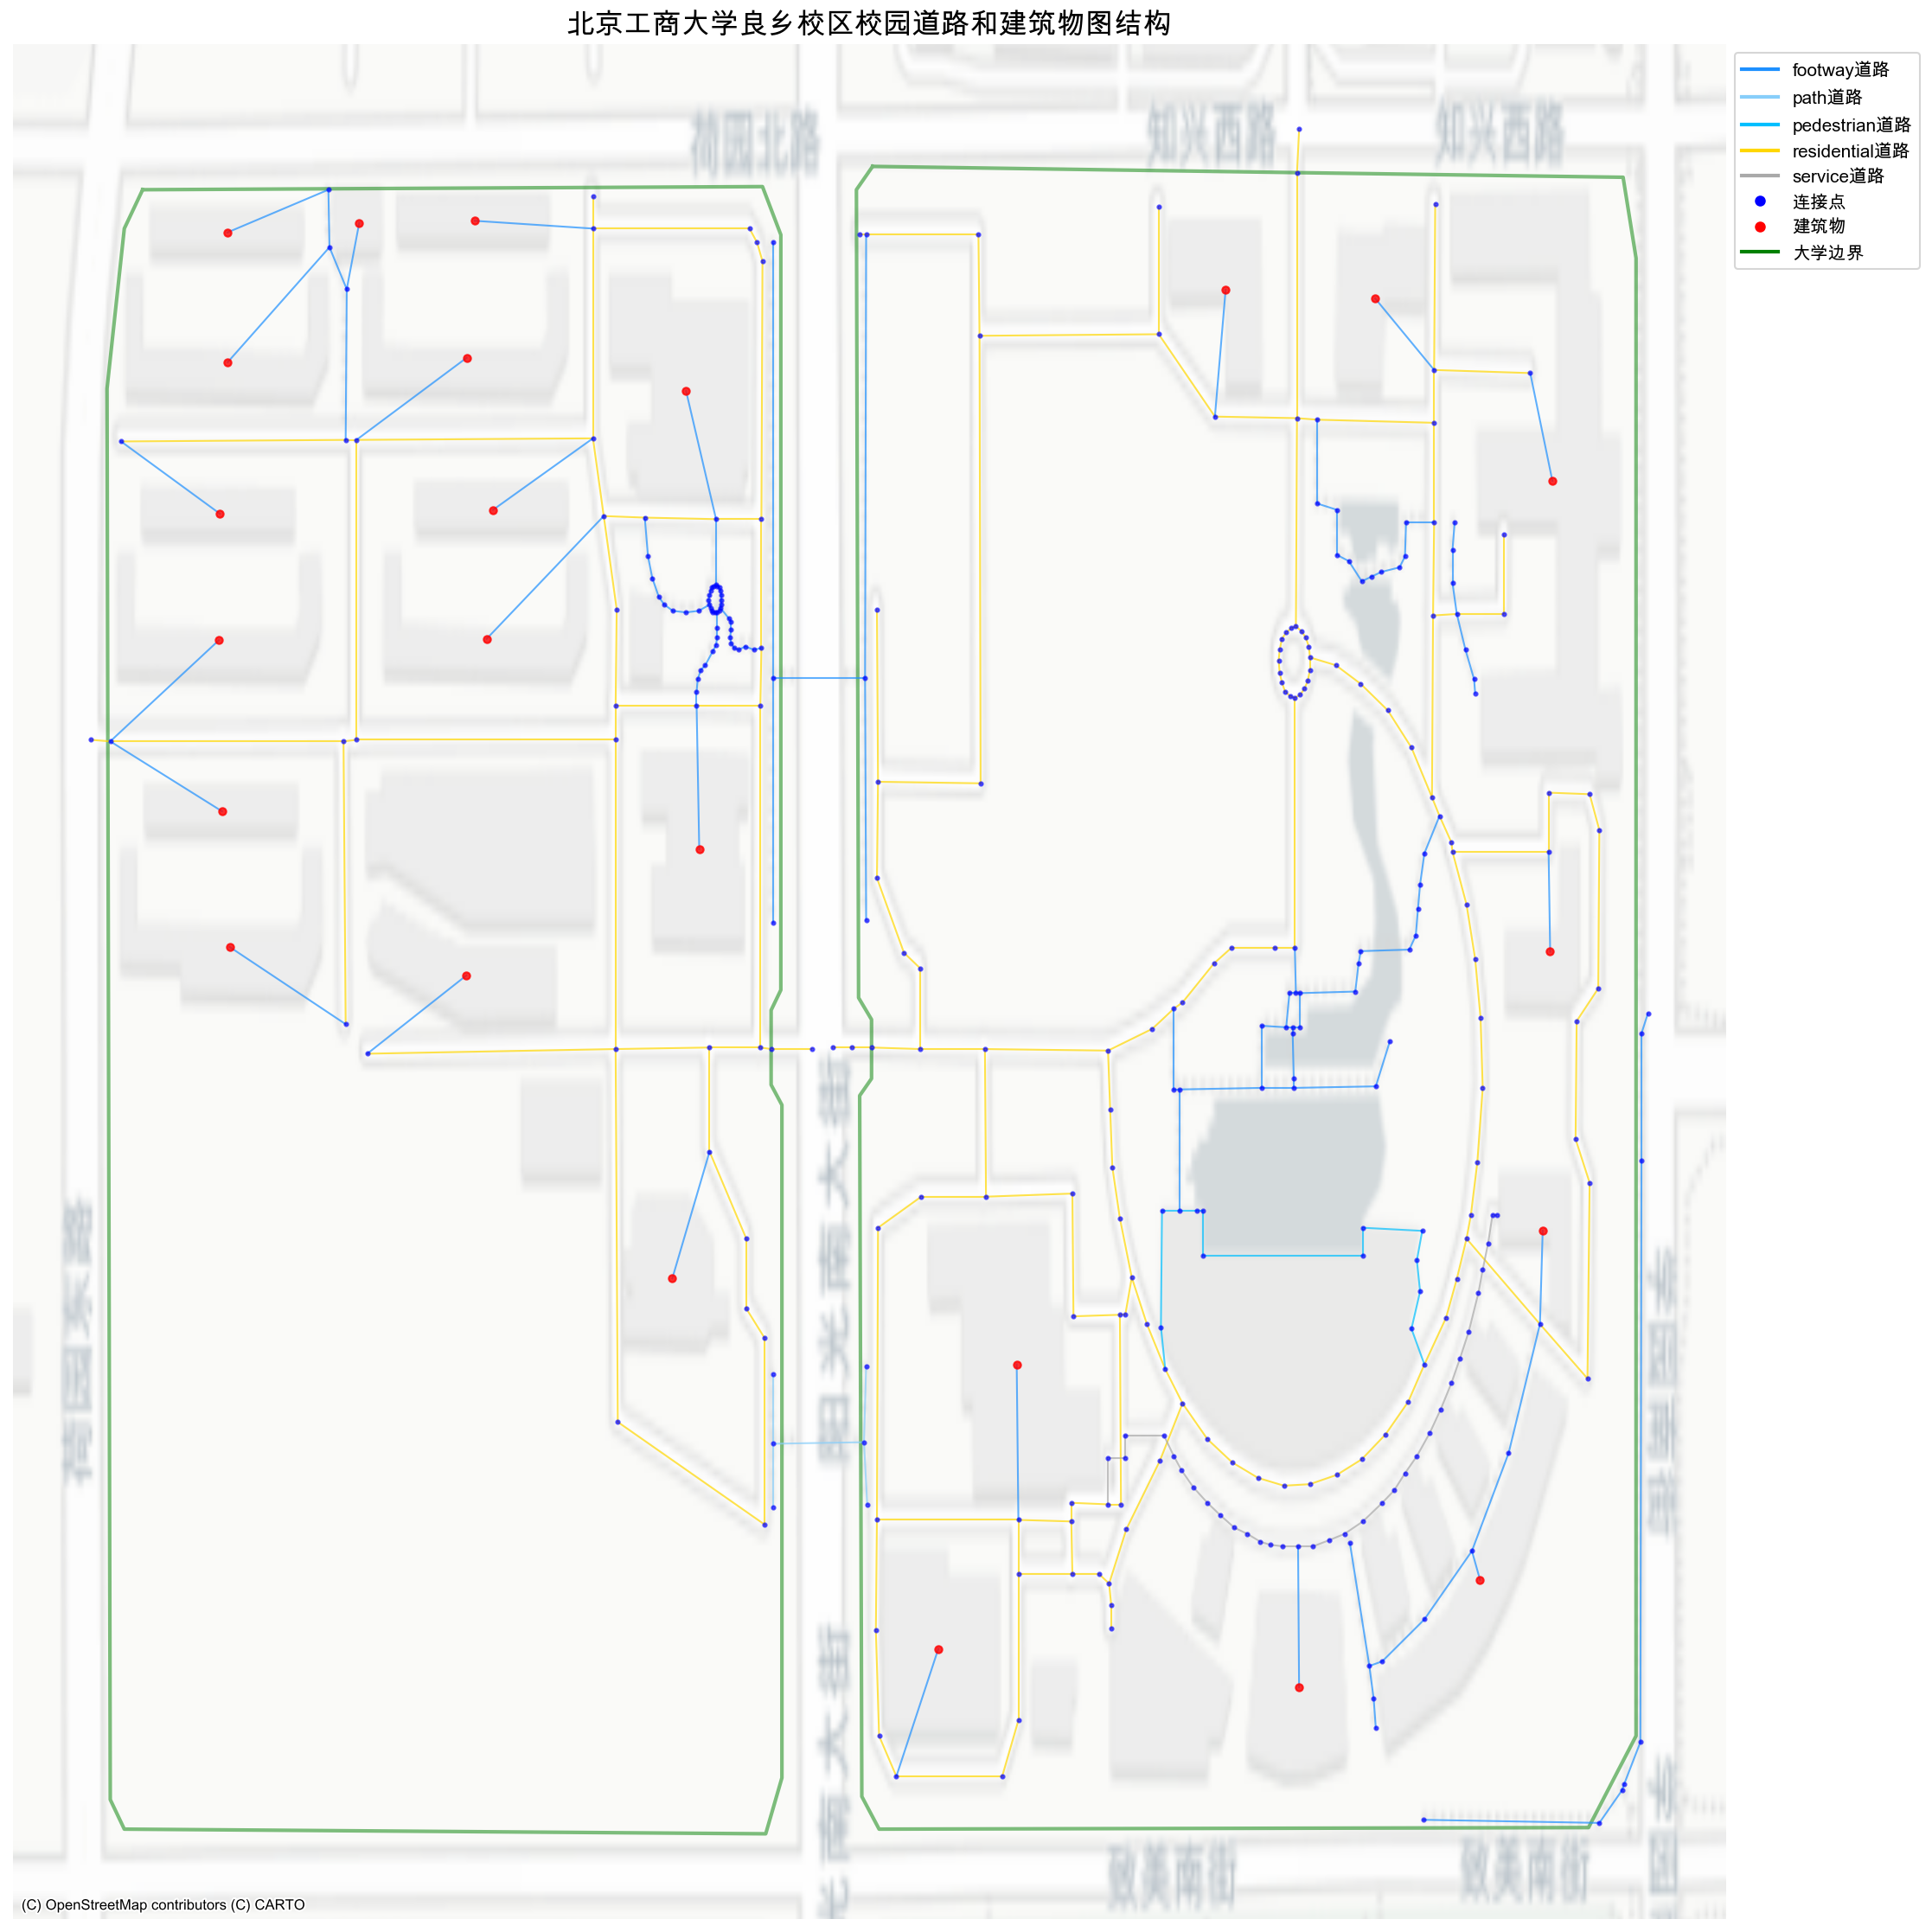 北京工商大学良乡校区校园道路和建筑物图结构
footway道路
path道路
pedestrian道路
residential道路
service道路
连接点
建筑物
大学边界
荷园北路
知兴西路
知兴西路
阳光南大街
荷园东路
致美南街
致美南街
(C) OpenStreetMap contributors (C) CARTO